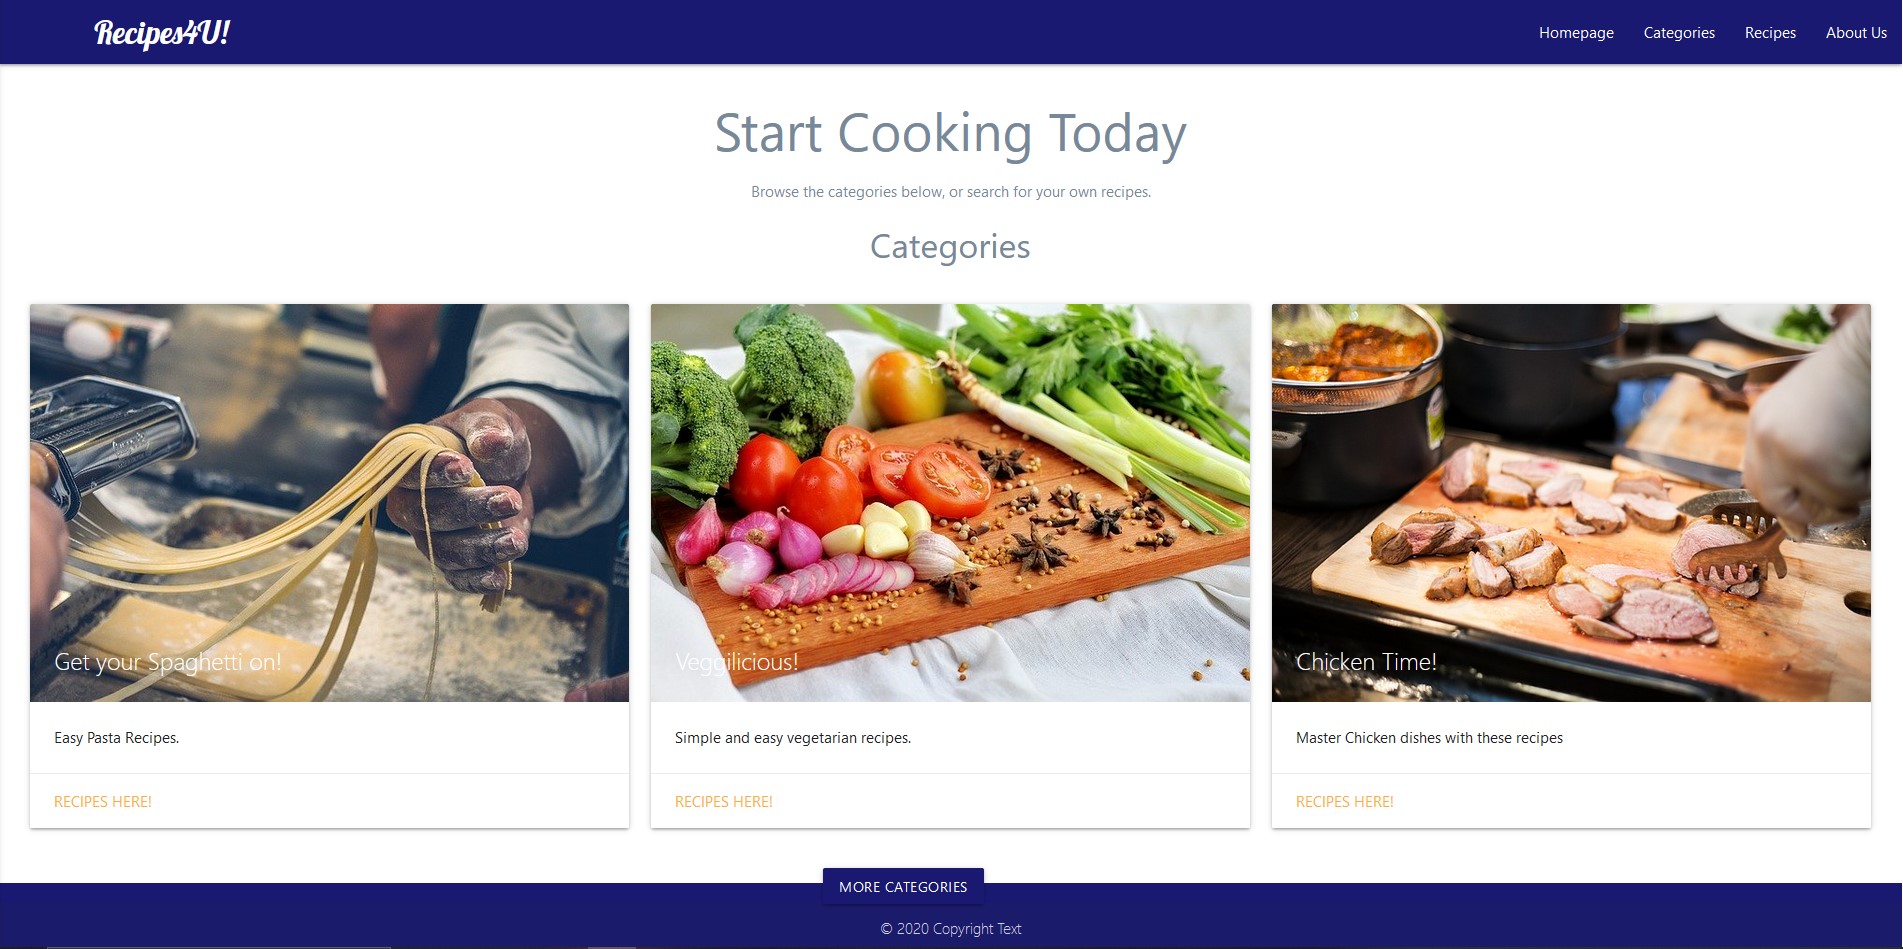 Recipes4U!
Homepage Categories Recipes About Us
Start Cooking Today
Browse the categories below, or search for your own recipes.
Categories
Get your Spaghetti on!
Easy Pasta Recipes.
RECIPES HERE!
Veggilicious!
Simple and easy vegetarian recipes.
RECIPES HERE!
Chicken Time!
Master Chicken dishes with these recipes
RECIPES HERE!
MORE CATEGORIES
© 2020 Copyright Text